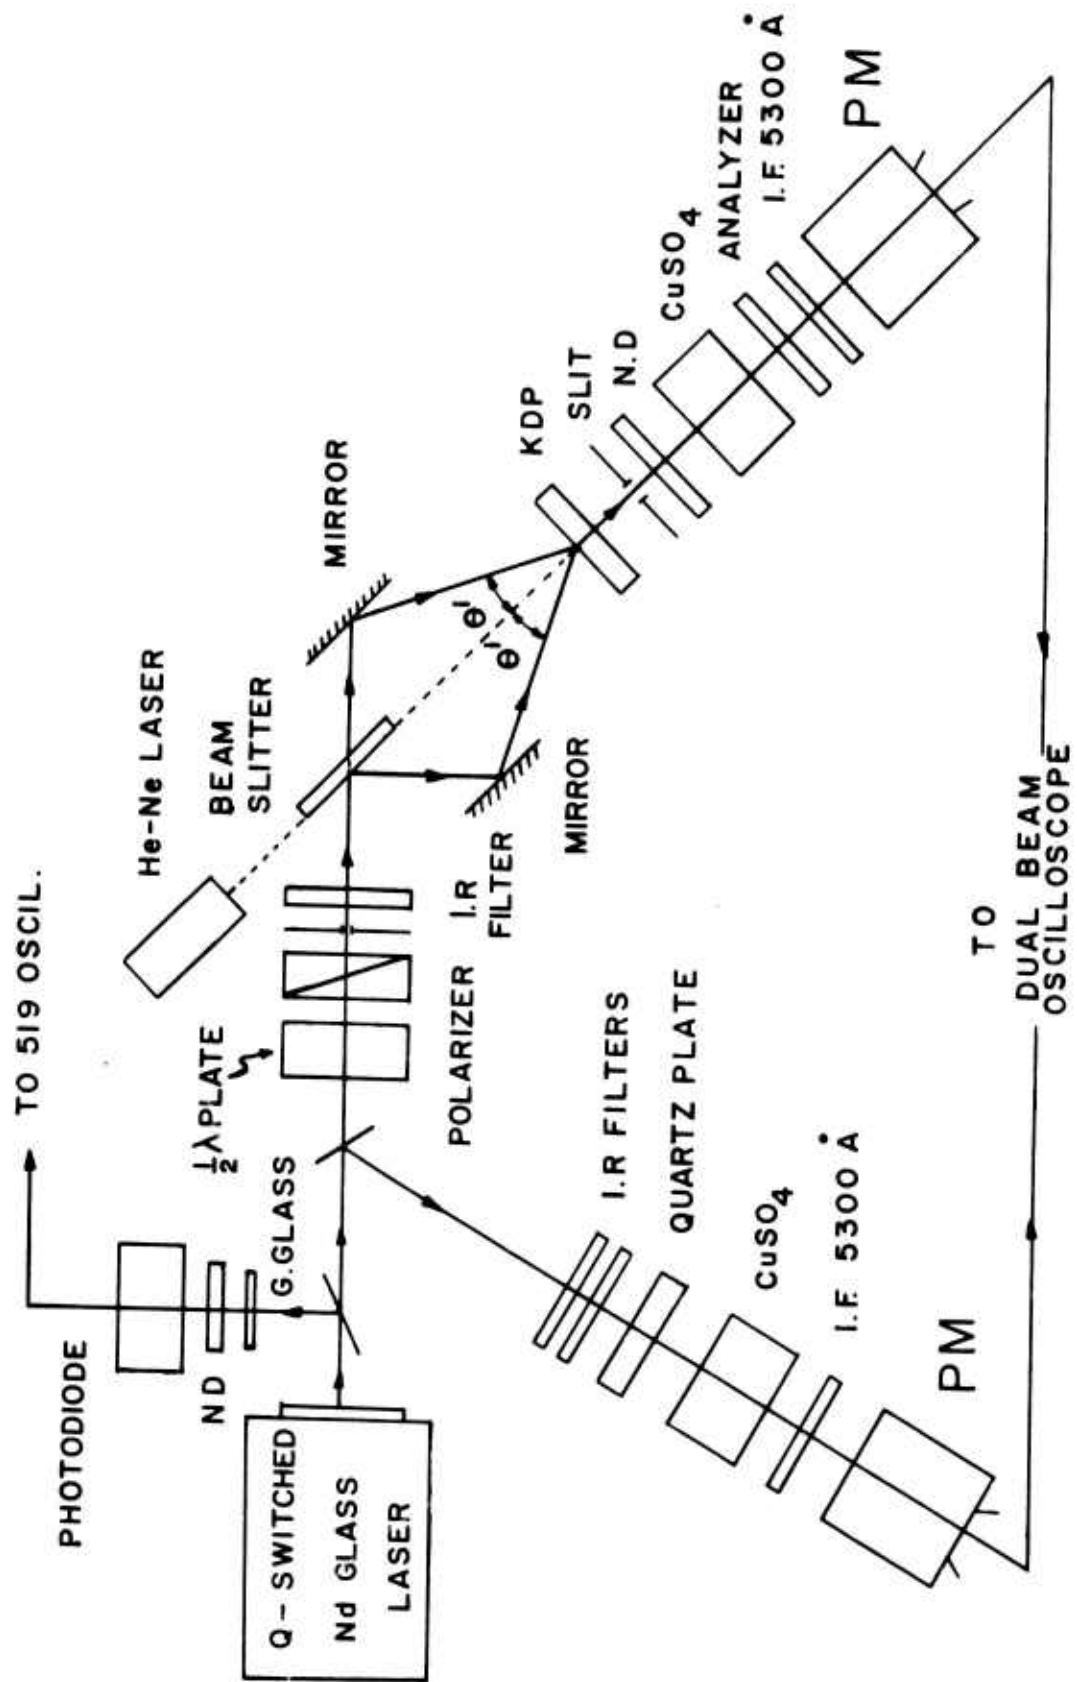 TO 519 OSCIL.
PHOTODIODE
ND
G.GLASS
Q-SWITCHED
Nd GLASS
LASER
1/2 λ PLATE
POLARIZER
I.R
FILTER
He-Ne LASER
BEAM
SLITTER
MIRROR
MIRROR
θ'
θ'
KDP
SLIT
N.D
CuSO4
ANALYZER
I.F. 5300 Å
PM
I.R FILTERS
QUARTZ PLATE
CuSO4
I.F. 5300 Å
PM
TO
DUAL BEAM
OSCILLOSCOPE